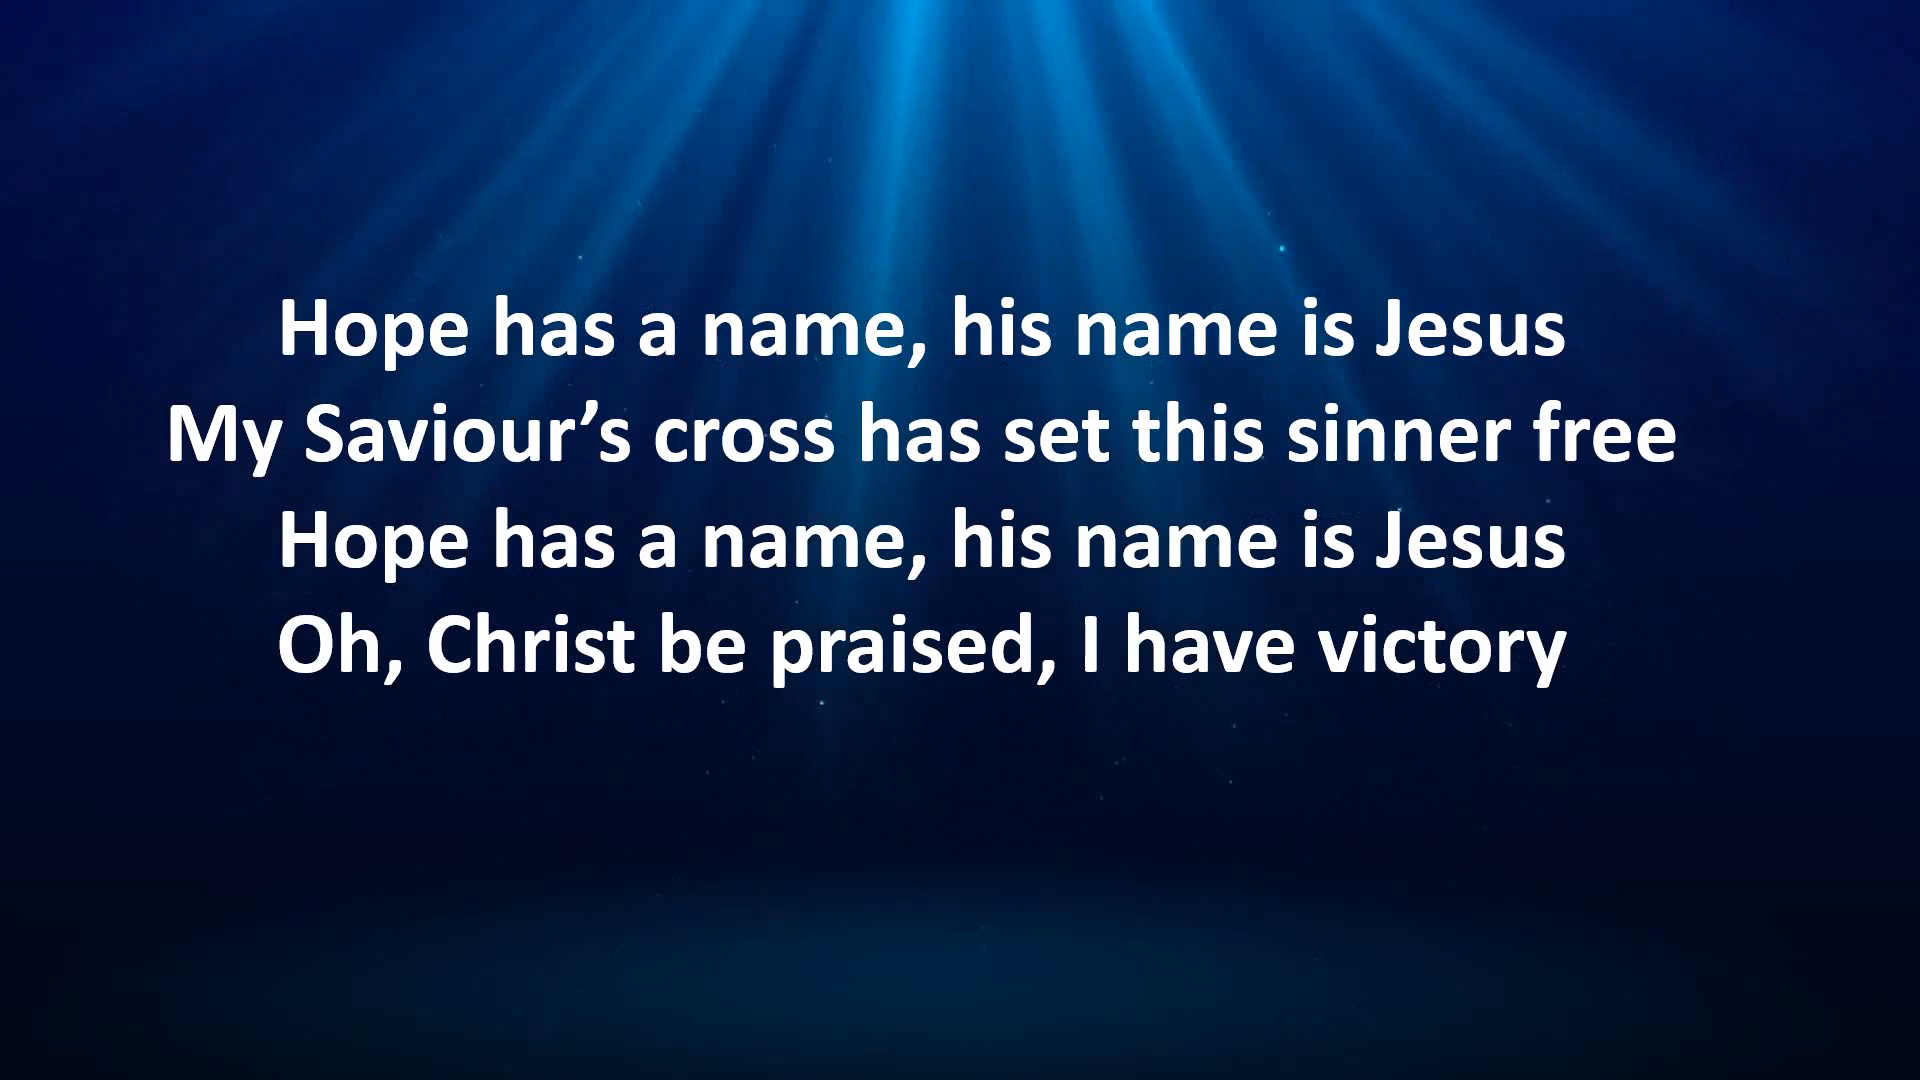 Hope has a name, his name is Jesus
My Saviour’s cross has set this sinner free
Hope has a name, his name is Jesus
Oh, Christ be praised, I have victory